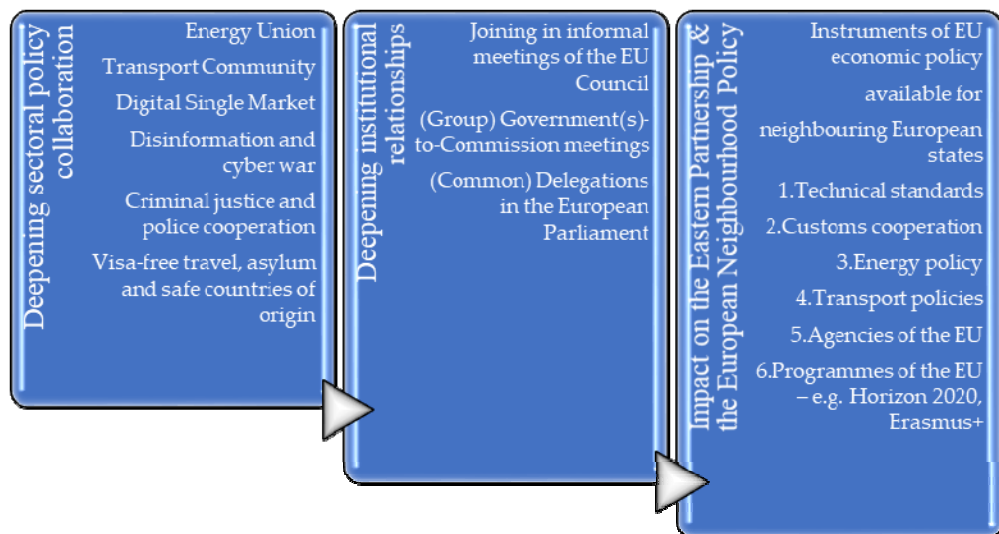 Deepening sectoral policy
collaboration
Energy Union
Transport Community
Digital Single Market
Disinformation and
cyber war
Criminal justice and
police cooperation
Visa-free travel, asylum
and safe countries of
origin
Deepening institutional
relationships
Joining in informal
meetings of the EU
Council
(Group) Government(s)-
to-Commission meetings
(Common) Delegations
in the European
Parliament
Impact on the Eastern Partnership &
the European Neighbourhood Policy
Instruments of EU
economic policy
available for
neighbouring European
states
1.Technical standards
2.Customs cooperation
3.Energy policy
4.Transport policies
5.Agencies of the EU
6.Programmes of the EU
– e.g. Horizon 2020,
Erasmus+